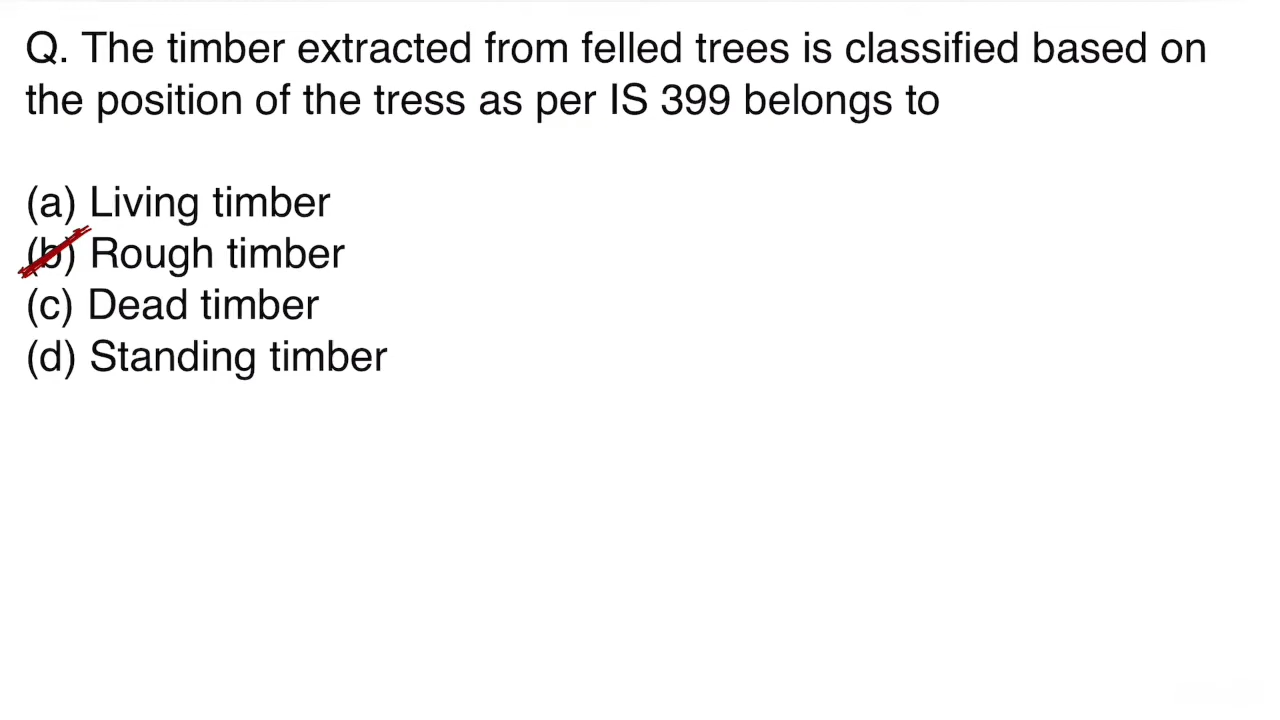 Q. The timber extracted from felled trees is classified based on
the position of the tress as per IS 399 belongs to
(a) Living timber
(b) Rough timber
(c) Dead timber
(d) Standing timber